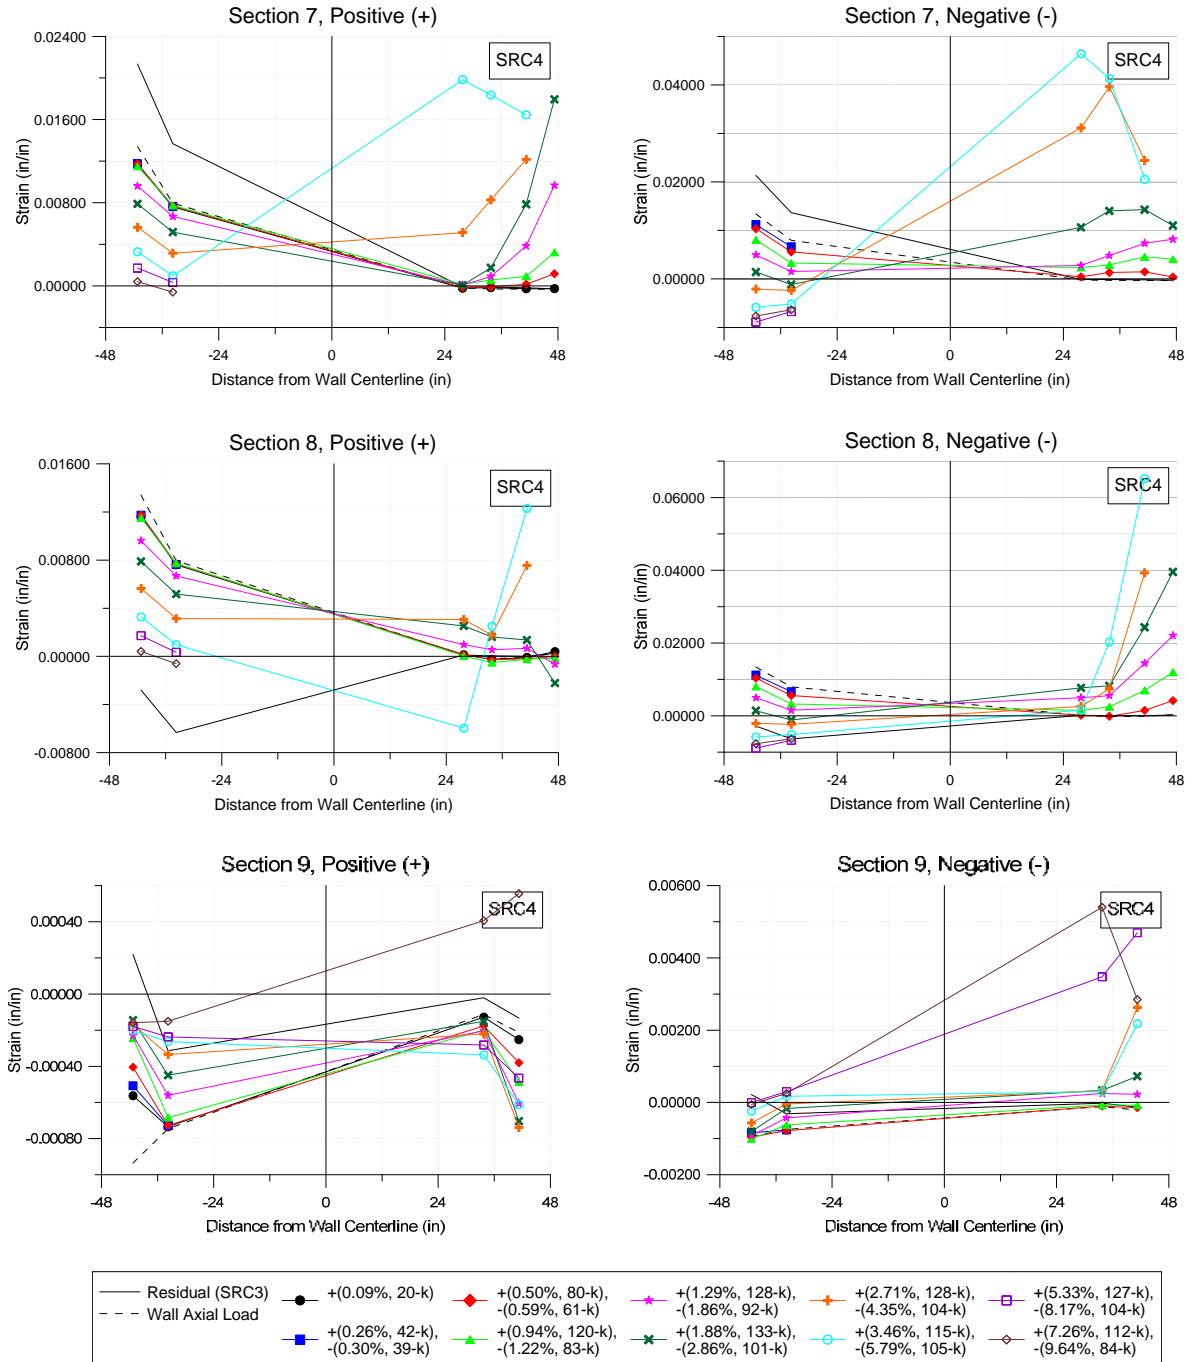 Section 7, Positive (+)
SRC4
0.02400
0.01600
0.00800
0.00000
Strain (in/in)
-48
-24
0
24
48
Distance from Wall Centerline (in)
Section 7, Negative (-)
SRC4
0.04000
0.02000
0.00000
Strain (in/in)
-48
-24
0
24
48
Distance from Wall Centerline (in)
Section 8, Positive (+)
SRC4
0.01600
0.00800
0.00000
-0.00800
Strain (in/in)
-48
-24
0
24
48
Distance from Wall Centerline (in)
Section 8, Negative (-)
SRC4
0.06000
0.04000
0.02000
0.00000
Strain (in/in)
-48
-24
0
24
48
Distance from Wall Centerline (in)
Section 9, Positive (+)
SRC4
0.00040
0.00000
-0.00040
-0.00080
Strain (in/in)
-48
-24
0
24
48
Distance from Wall Centerline (in)
Section 9, Negative (-)
SRC4
0.00600
0.00400
0.00200
0.00000
-0.00200
Strain (in/in)
-48
-24
0
24
48
Distance from Wall Centerline (in)
Residual (SRC3)
Wall Axial Load
+(0.09%, 20-k)
+(0.26%, 42-k),
-(0.30%, 39-k)
+(0.50%, 80-k),
-(0.59%, 61-k)
+(0.94%, 120-k),
-(1.22%, 83-k)
+(1.29%, 128-k),
-(1.86%, 92-k)
+(1.88%, 133-k),
-(2.86%, 101-k)
+(2.71%, 128-k),
-(4.35%, 104-k)
+(3.46%, 115-k),
-(5.79%, 105-k)
+(5.33%, 127-k),
-(8.17%, 104-k)
+(7.26%, 112-k),
-(9.64%, 84-k)